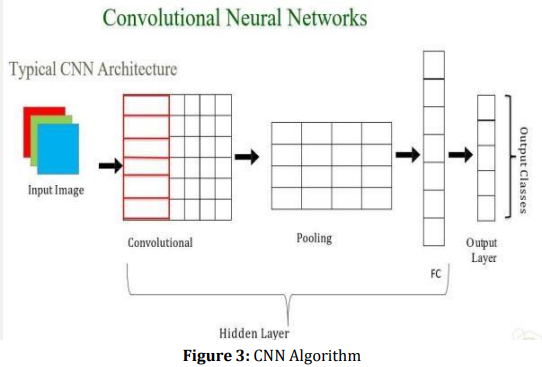 Convolutional Neural Networks
Typical CNN Architecture
Input Image
Convolutional
Pooling
FC
Output
Layer
Output Classes
Hidden Layer
Figure 3: CNN Algorithm